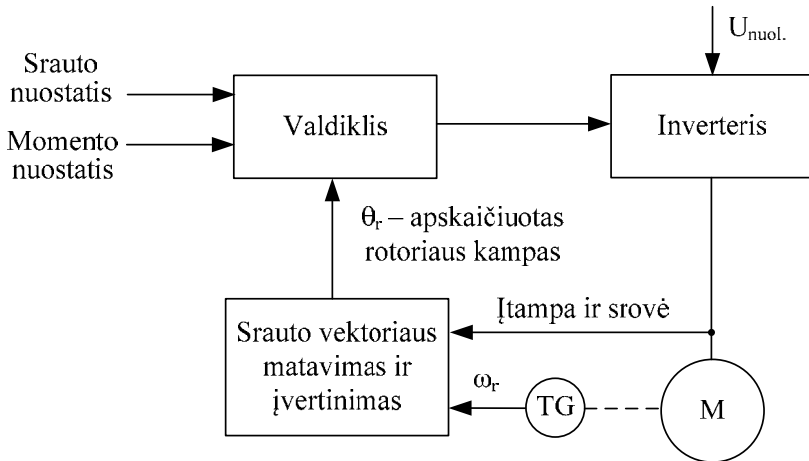 U nuol.
Srauto
nuostatis
Momento
nuostatis
Valdiklis
Inverteris
θr – apskaičiuotas
rotoriaus kampas
Srauto vektoriaus
matavimas ir
įvertinimas
Įtampa ir srovė
ωr
TG
M